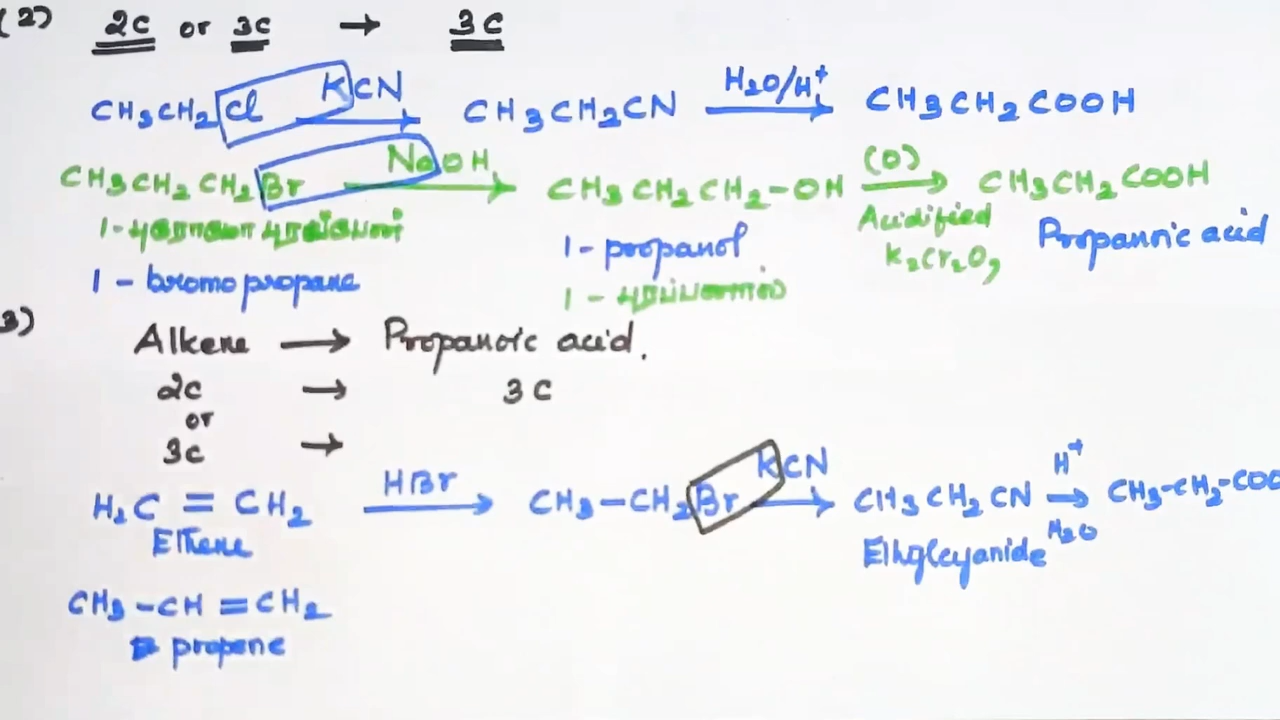 (2) 2C or 3C → 3C
CH3CH2Cl KCN → CH3CH2CN H2O/H+ → CH3CH2COOH
CH3CH2CH2Br NaOH → CH3CH2CH2-OH (O) → CH3CH2COOH
Acidified K2Cr2O7
1-propanol Propanoic acid
1-bromopropane
3)
Alkene → Propanoic acid.
2C → 3C
or
3C →
H2C = CH2 HBr → CH3-CH2Br KCN → CH3CH2CN H+ → H2O CH3-CH2-COO
Ethene Ethylcyanide
CH3-CH=CH2
propene